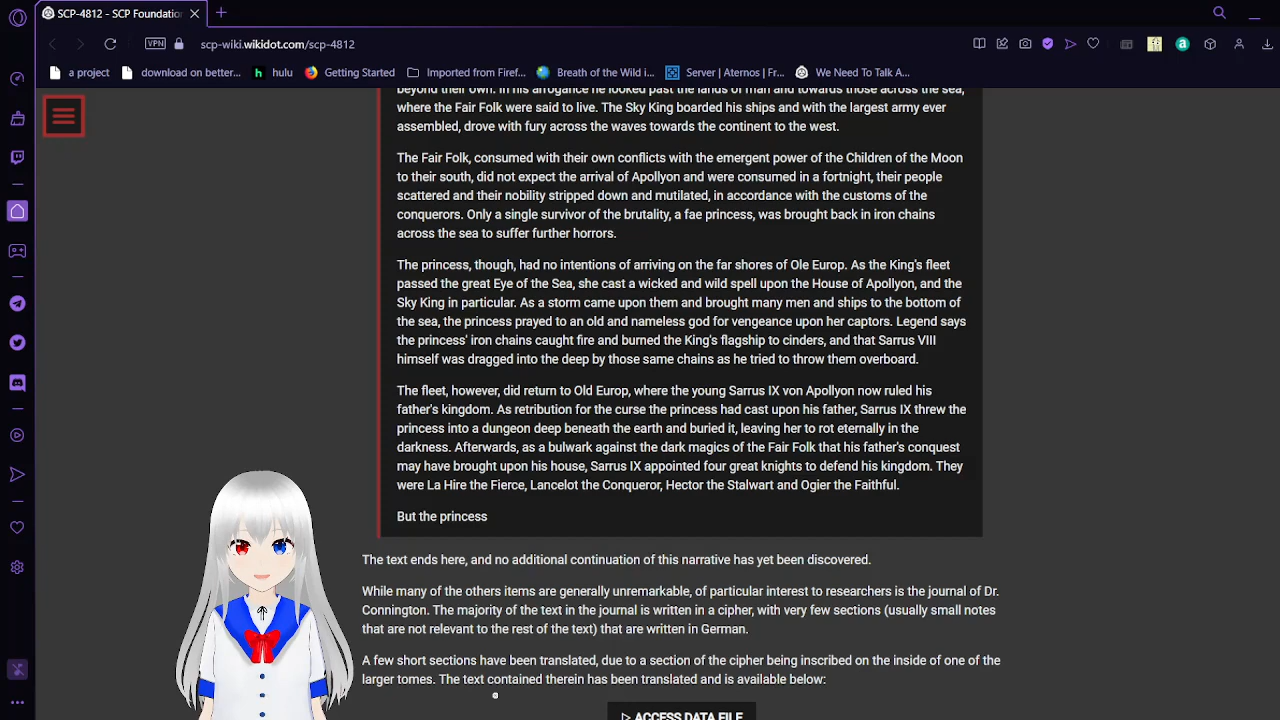 SCP-4812 - SCP Foundation
VPN
scp-wiki.wikidot.com/scp-4812
a project
download on better...
hulu
Getting Started
Imported from Firef...
Breath of the Wild i...
Server | Aternos | Fr...
We Need To Talk A...
beyond their own. In his arrogance he looked past the lands of man and towards those across the sea,
where the Fair Folk were said to live. The Sky King boarded his ships and with the largest army ever
assembled, drove with fury across the waves towards the continent to the west.
The Fair Folk, consumed with their own conflicts with the emergent power of the Children of the Moon
to their south, did not expect the arrival of Apollyon and were consumed in a fortnight, their people
scattered and their nobility stripped down and mutilated, in accordance with the customs of the
conquerors. Only a single survivor of the brutality, a fae princess, was brought back in iron chains
across the sea to suffer further horrors.
The princess, though, had no intentions of arriving on the far shores of Ole Europ. As the King's fleet
passed the great Eye of the Sea, she cast a wicked and wild spell upon the House of Apollyon, and the
Sky King in particular. As a storm came upon them and brought many men and ships to the bottom of
the sea, the princess prayed to an old and nameless god for vengeance upon her captors. Legend says
the princess' iron chains caught fire and burned the King's flagship to cinders, and that Sarrus VIII
himself was dragged into the deep by those same chains as he tried to throw them overboard.
The fleet, however, did return to Old Europ, where the young Sarrus IX von Apollyon now ruled his
father's kingdom. As retribution for the curse the princess had cast upon his father, Sarrus IX threw the
princess into a dungeon deep beneath the earth and buried it, leaving her to rot eternally in the
darkness. Afterwards, as a bulwark against the dark magics of the Fair Folk that his father's conquest
may have brought upon his house, Sarrus IX appointed four great knights to defend his kingdom. They
were La Hire the Fierce, Lancelot the Conqueror, Hector the Stalwart and Ogier the Faithful.
But the princess
The text ends here, and no additional continuation of this narrative has yet been discovered.
While many of the others items are generally unremarkable, of particular interest to researchers is the journal of Dr.
Connington. The majority of the text in the journal is written in a cipher, with very few sections (usually small notes
that are not relevant to the rest of the text) that are written in German.
A few short sections have been translated, due to a section of the cipher being inscribed on the inside of one of the
larger tomes. The text contained therein has been translated and is available below:
▷ ACCESS DATA FILE